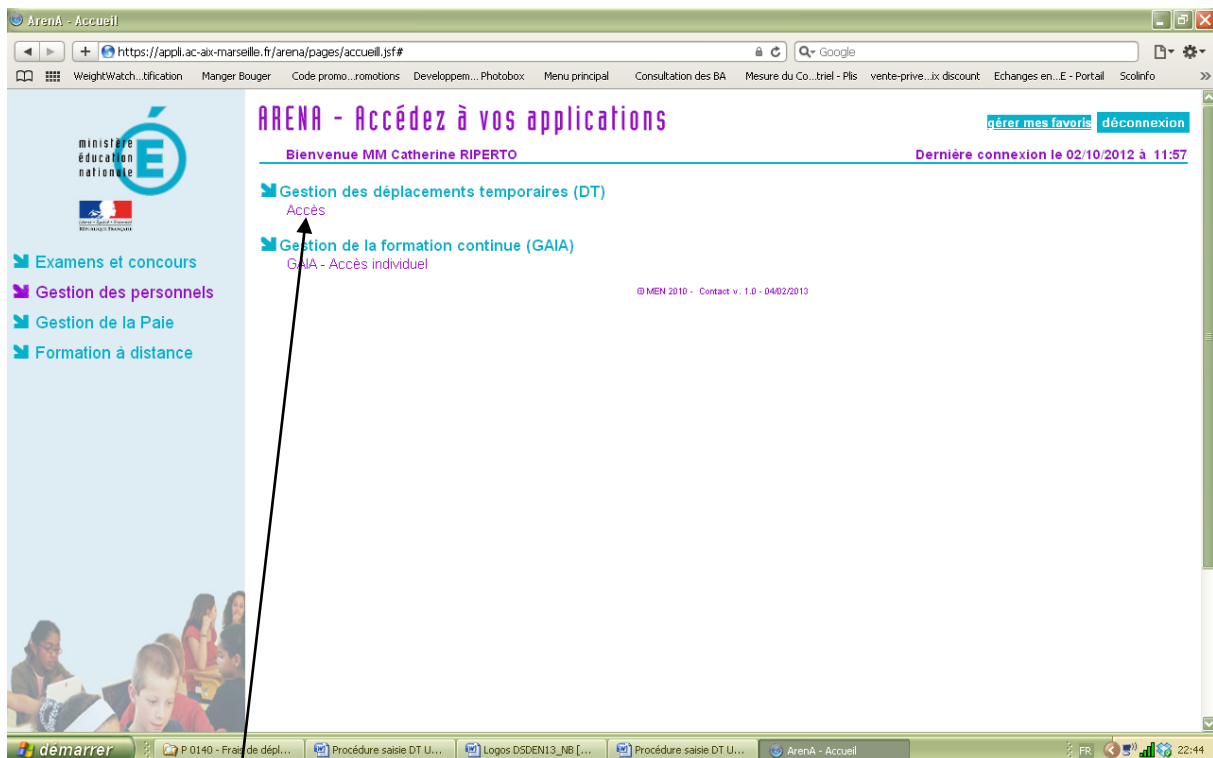 ArenA - Accueil
https://appli.ac-aix-marseille.fr/arena/pages/accueill.jsf#
Google
WeightWatch...tification Manger Bouger Code promo...romotions Developpem... Photobox Menu principal Consultation des BA Mesure du Co...triel - Plis vente-prive...ix discount Echanges en...E - Portail Scolinfo »
ministère
éducation
nationale
É
Liberté • Égalité • Fraternité
RÉPUBLIQUE FRANÇAISE
ARENA - Accédez à vos applications
gérer mes favoris déconnexion
Bienvenue MM Catherine RIPERTO Dernière connexion le 02/10/2012 à 11:57
Gestion des déplacements temporaires (DT)
Accès
Gestion de la formation continue (GAIA)
GAIA - Accès individuel
© MEN 2010 - Contact v. 1.0 - 04/02/2013
Examens et concours
Gestion des personnels
Gestion de la Paie
Formation à distance
démarrer P 0140 - Frais de dépl... Procédure saisie DT U... Logos DSDEN13_NB [... Procédure saisie DT U... ArenA - Accueil FR 22:44